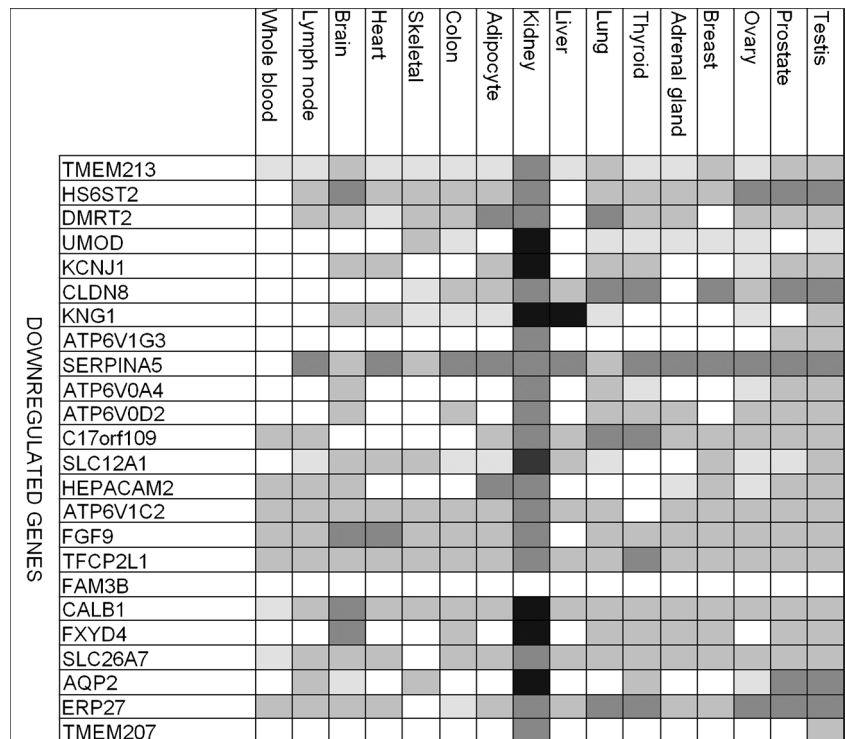 Whole blood
Lymph node
Brain
Heart
Skeletal
Colon
Adipocyte
Kidney
Liver
Lung
Thyroid
Adrenal gland
Breast
Ovary
Prostate
Testis
DOWNREGULATED GENES
TMEM213
HS6ST2
DMRT2
UMOD
KCNJ1
CLDN8
KNG1
ATP6V1G3
SERPINA5
ATP6V0A4
ATP6V0D2
C17orf109
SLC12A1
HEPACAM2
ATP6V1C2
FGF9
TFCP2L1
FAM3B
CALB1
FXYD4
SLC26A7
AQP2
ERP27
TMEM207